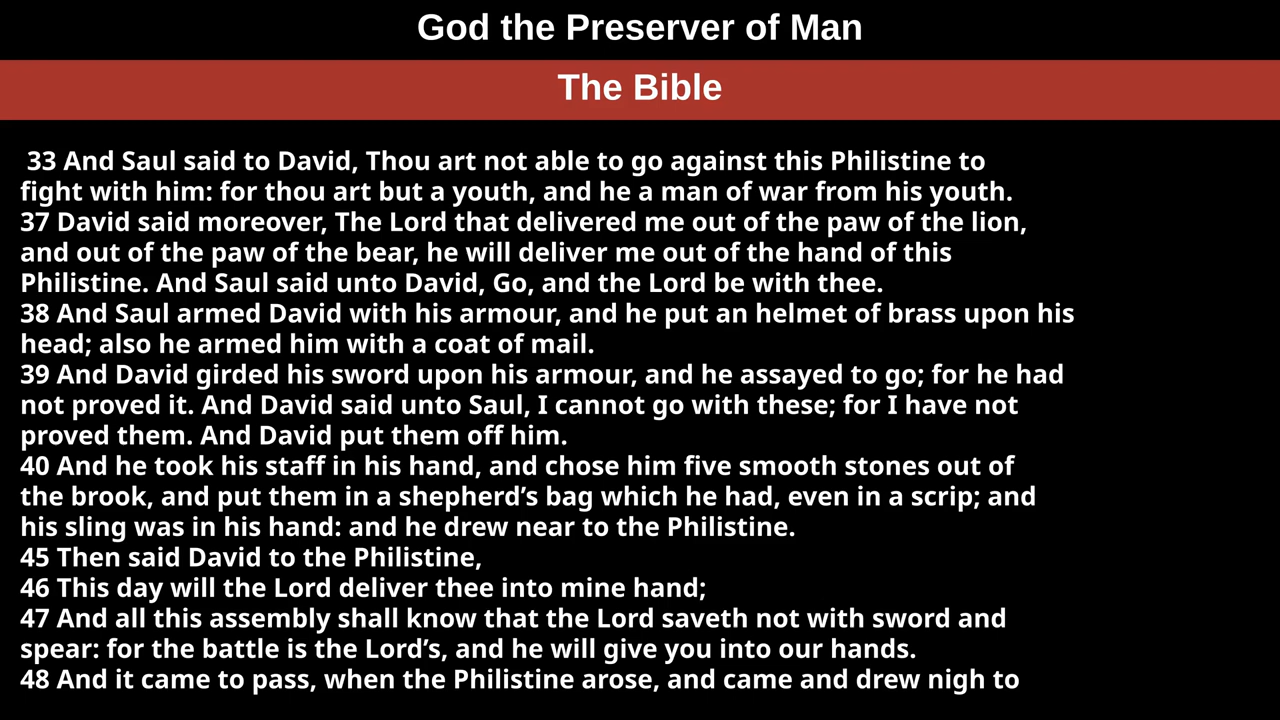 God the Preserver of Man
The Bible
33 And Saul said to David, Thou art not able to go against this Philistine to
fight with him: for thou art but a youth, and he a man of war from his youth.
37 David said moreover, The Lord that delivered me out of the paw of the lion,
and out of the paw of the bear, he will deliver me out of the hand of this
Philistine. And Saul said unto David, Go, and the Lord be with thee.
38 And Saul armed David with his armour, and he put an helmet of brass upon his
head; also he armed him with a coat of mail.
39 And David girded his sword upon his armour, and he assayed to go; for he had
not proved it. And David said unto Saul, I cannot go with these; for I have not
proved them. And David put them off him.
40 And he took his staff in his hand, and chose him five smooth stones out of
the brook, and put them in a shepherd’s bag which he had, even in a scrip; and
his sling was in his hand: and he drew near to the Philistine.
45 Then said David to the Philistine,
46 This day will the Lord deliver thee into mine hand;
47 And all this assembly shall know that the Lord saveth not with sword and
spear: for the battle is the Lord’s, and he will give you into our hands.
48 And it came to pass, when the Philistine arose, and came and drew nigh to